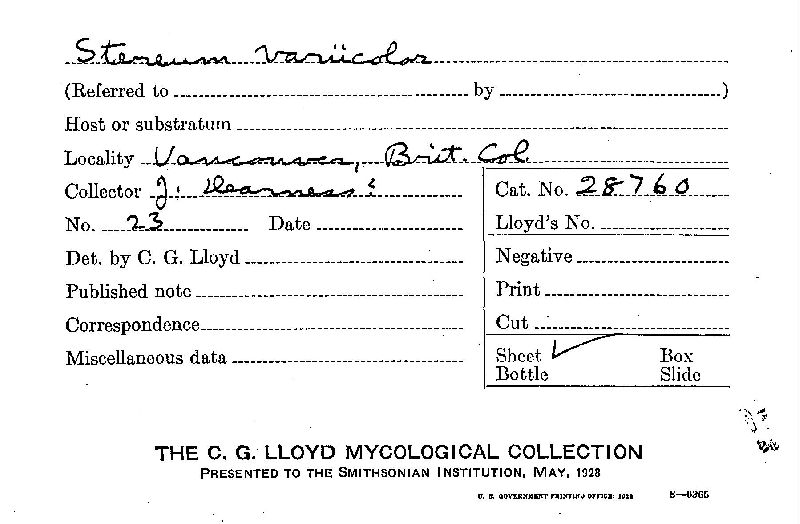 Stereum variicolor
(Referred to by )
Host or substratum
Locality Vancouver, Brit. Col.
Collector J. Dearness?
Cat. No. 28760
No. 23 Date
Lloyd's No.
Det. by C. G. Lloyd
Negative
Published note
Print
Correspondence
Cut
Miscellaneous data
Sheet ✓ Box
Bottle Slide
THE C. G. LLOYD MYCOLOGICAL COLLECTION
PRESENTED TO THE SMITHSONIAN INSTITUTION, MAY, 1928
U. S. GOVERNMENT PRINTING OFFICE: 1928